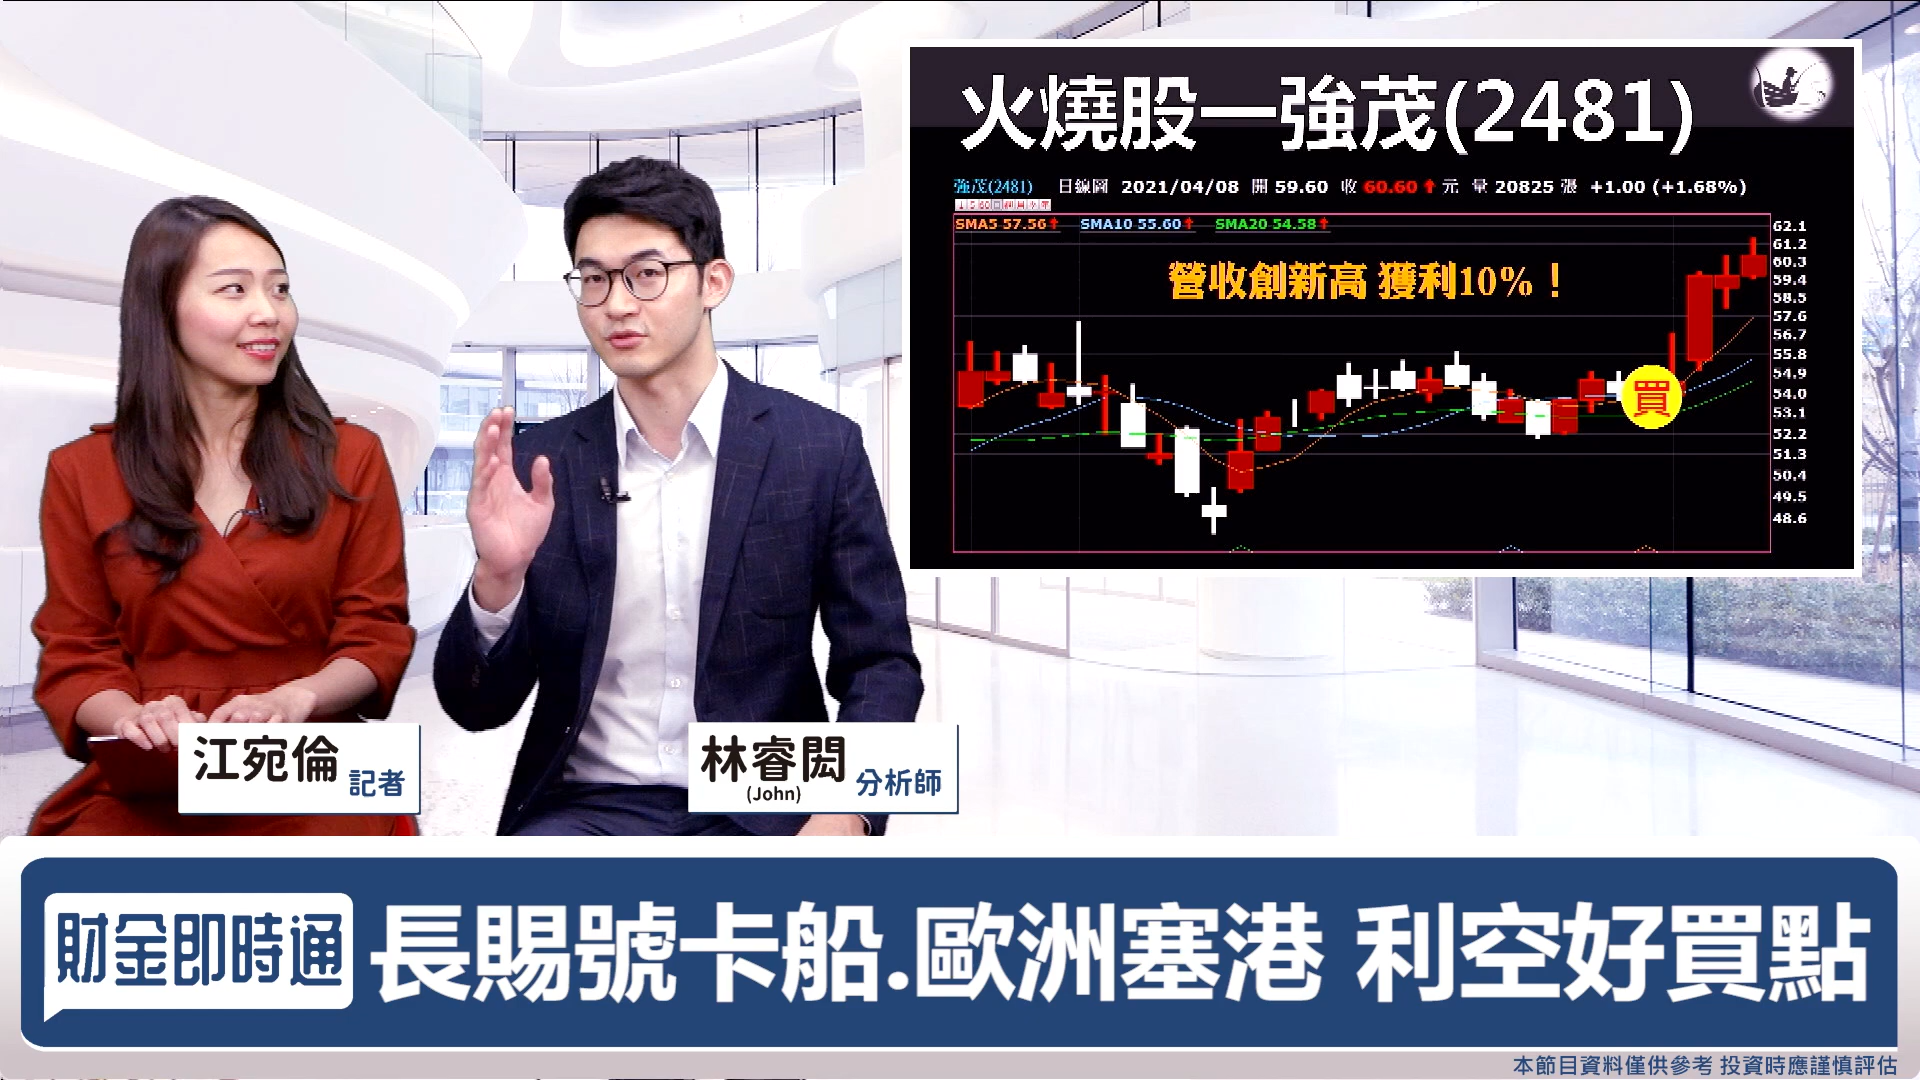 火燒股一強茂(2481)
強茂(2481) 日線圖 2021/04/08 開 59.60 收 60.60↑ 元 量 20825 張 +1.00 (+1.68%)
SMA5 57.56↑ SMA10 55.60↑ SMA20 54.58↑
營收創新高 獲利10%！
買
62.1
61.2
60.3
59.4
58.5
57.6
56.7
55.8
54.9
54.0
53.1
52.2
51.3
50.4
49.5
48.6
江宛倫 記者
林睿閎 分析師
(John)
財金即時通 長賜號卡船.歐洲塞港 利空好買點
本節目資料僅供參考 投資時應謹慎評估